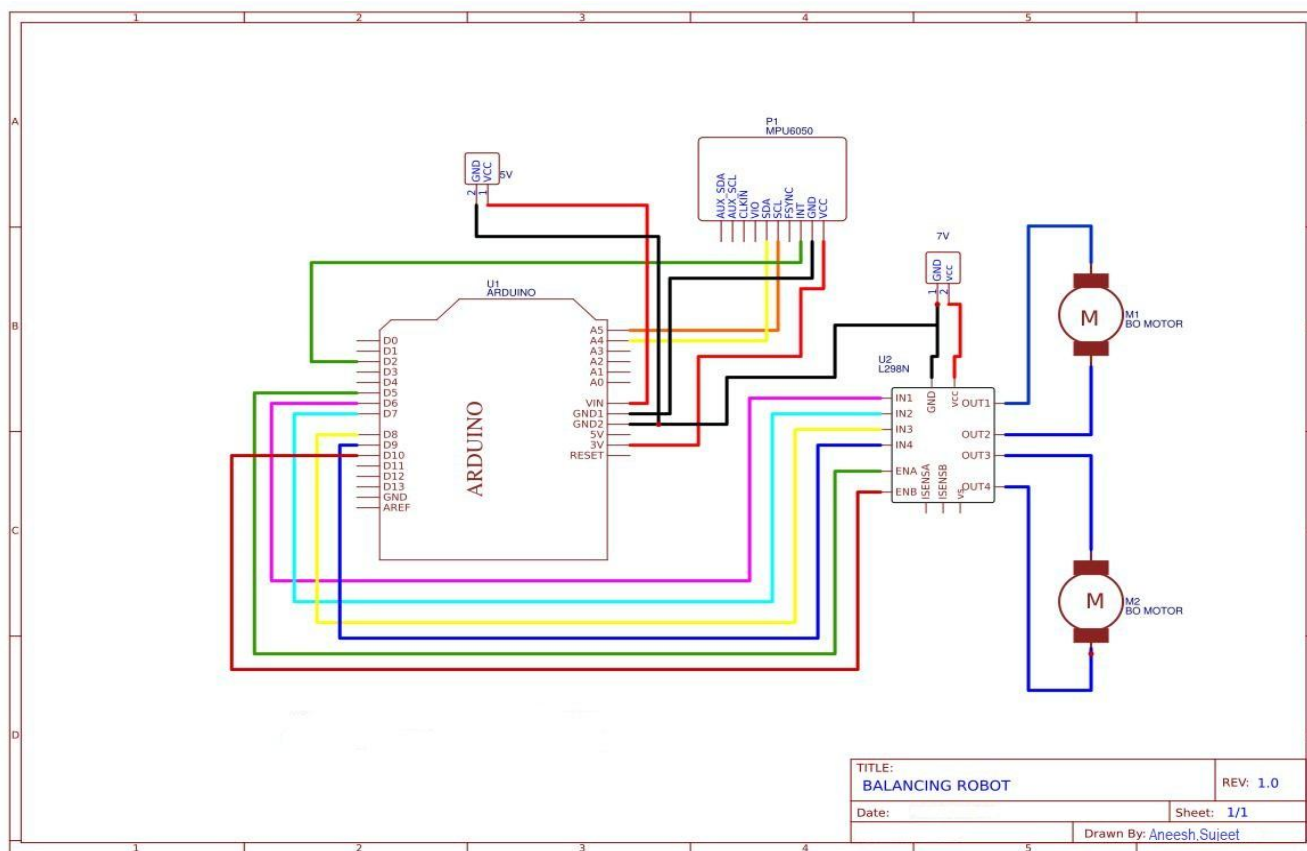 1 2 3 4 5
A
B
C
D
P1
MPU6050
AUX_SDA
AUX_SCL
CLKIN
VIO
SDA
SCL
FSYNC
INT
GND
VCC
GND
VCC
5V
2 1
7V
GND
vcc
1 2
U1
ARDUINO
ARDUINO
D0
D1
D2
D3
D4
D5
D6
D7
D8
D9
D10
D11
D12
D13
GND
AREF
A5
A4
A3
A2
A1
A0
VIN
GND1
GND2
5V
3V
RESET
U2
L298N
IN1
IN2
IN3
IN4
ENA
ENB
GND
vcc
OUT1
OUT2
OUT3
OUT4
ISENSA
ISENSB
vs
M
M1
BO MOTOR
M
M2
BO MOTOR
TITLE:
BALANCING ROBOT
REV: 1.0
Date:
Sheet: 1/1
Drawn By: Aneesh,Sujeet
A
B
C
D
1 2 3 4 5